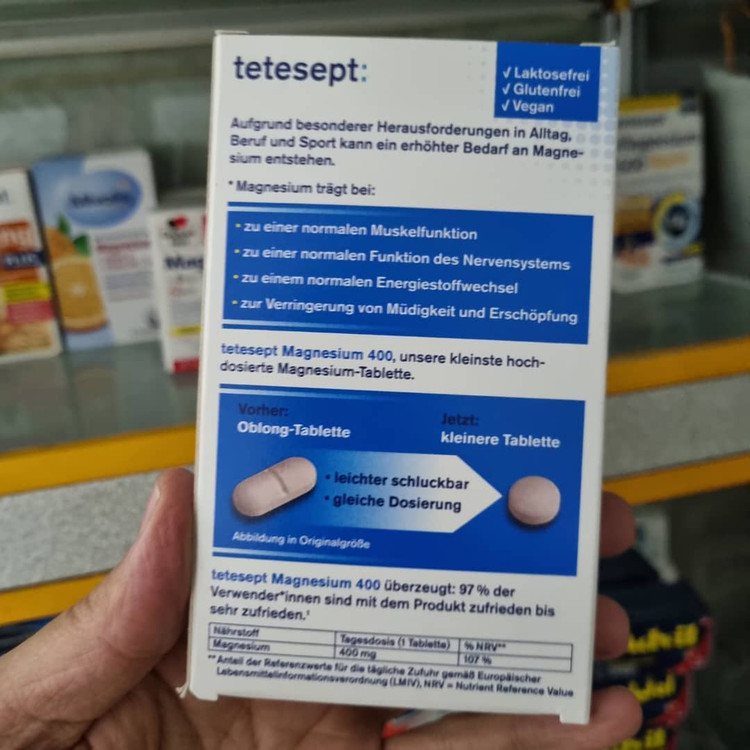 tetesept:
✓ Laktosefrei
✓ Glutenfrei
✓ Vegan
Aufgrund besonderer Herausforderungen in Alltag,
Beruf und Sport kann ein erhöhter Bedarf an Magne-
sium entstehen.
*Magnesium trägt bei:
• zu einer normalen Muskelfunktion
• zu einer normalen Funktion des Nervensystems
• zu einem normalen Energiestoffwechsel
• zur Verringerung von Müdigkeit und Erschöpfung
tetesept Magnesium 400, unsere kleinste hoch-
dosierte Magnesium-Tablette.
Vorher:
Oblong-Tablette
Jetzt:
kleinere Tablette
• leichter schluckbar
• gleiche Dosierung
Abbildung in Originalgröße
tetesept Magnesium 400 überzeugt: 97 % der
Verwender*innen sind mit dem Produkt zufrieden bis
sehr zufrieden.¹
Nährstoff Tagesdosis (1 Tablette) % NRV**
Magnesium 400 mg 107 %
**Anteil der Referenzwerte für die tägliche Zufuhr gemäß Europäischer
Lebensmittelinformationsverordnung (LMIV), NRV = Nutrient Reference Value